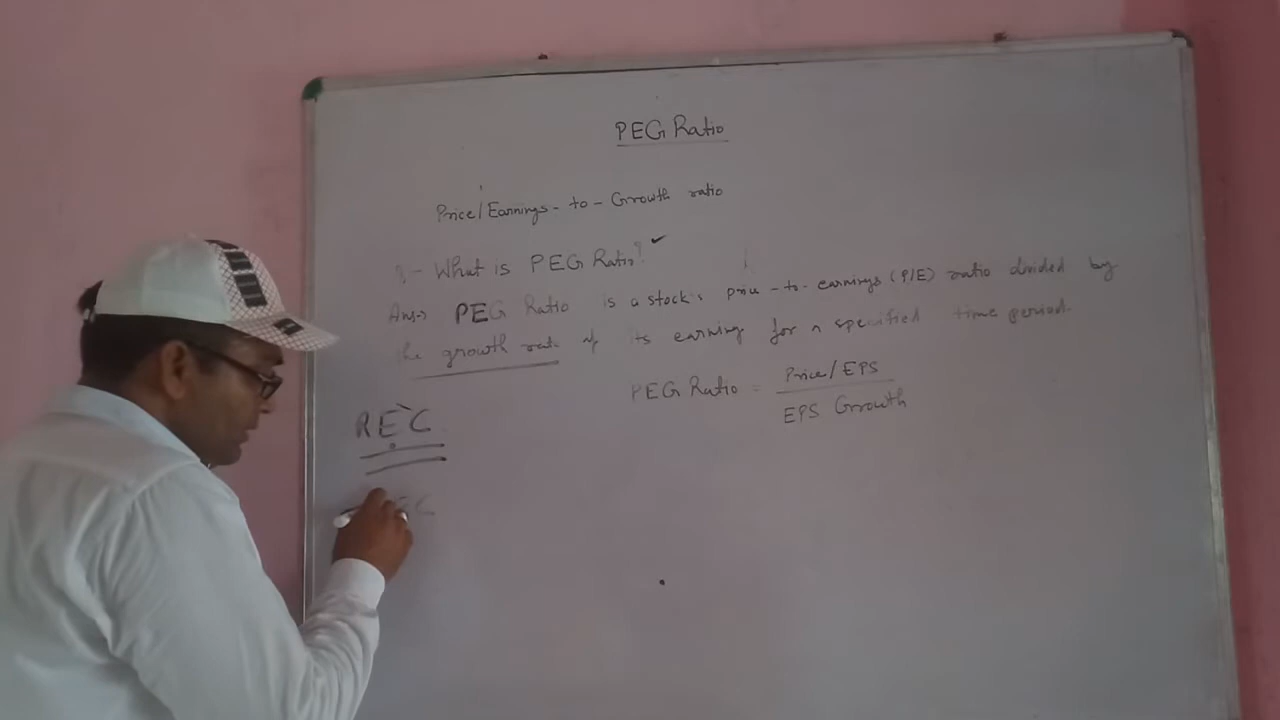 PEG Ratio
Price/Earnings-to-Growth ratio
Q- What is PEG Ratio?
Ans-> PEG Ratio is a stock's price-to-earnings (P/E) ratio divided by
the growth rate of its earning for a specified time period.
PEG Ratio = Price/EPS
EPS Growth
REC